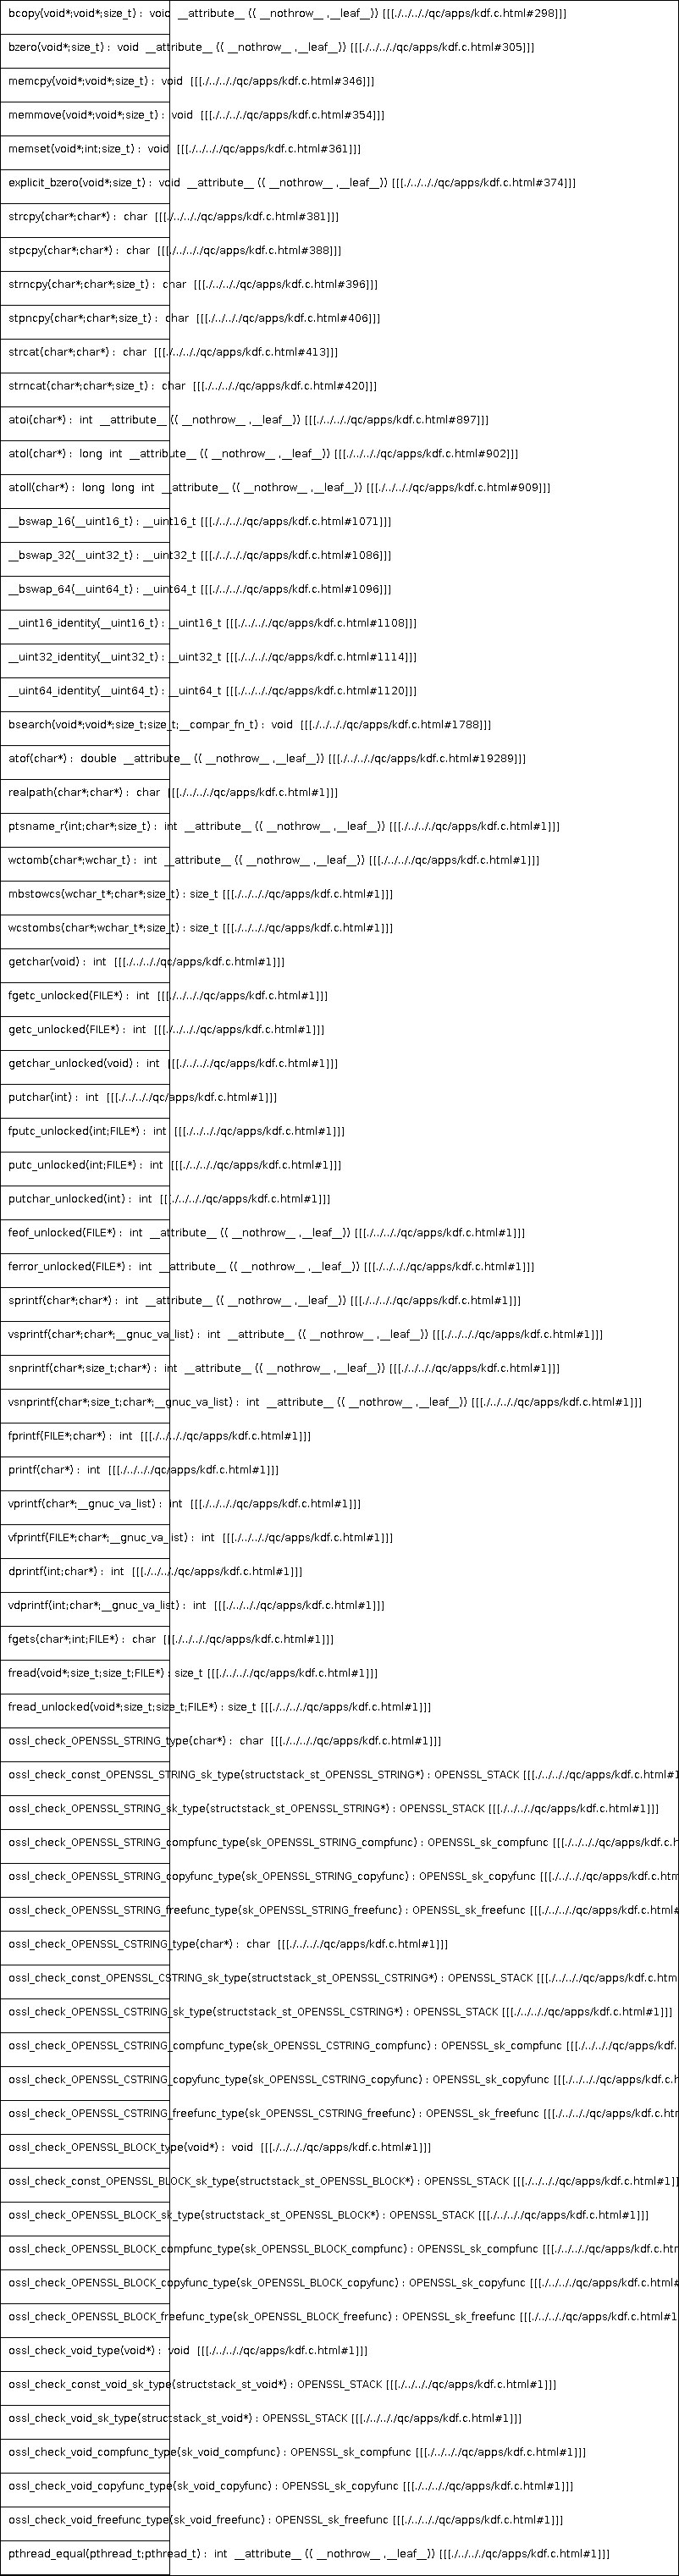 bcopy(void*;void*;size_t) :  void  __attribute__ (( __nothrow__ ,__leaf__)) [[[./../.././qc/apps/kdf.c.html#298]]]
bzero(void*;size_t) :  void  __attribute__ (( __nothrow__ ,__leaf__)) [[[./../.././qc/apps/kdf.c.html#305]]]
memcpy(void*;void*;size_t) :  void  [[[./../.././qc/apps/kdf.c.html#346]]]
memmove(void*;void*;size_t) :  void  [[[./../.././qc/apps/kdf.c.html#354]]]
memset(void*;int;size_t) :  void  [[[./../.././qc/apps/kdf.c.html#361]]]
explicit_bzero(void*;size_t) :  void  __attribute__ (( __nothrow__ ,__leaf__)) [[[./../.././qc/apps/kdf.c.html#374]]]
strcpy(char*;char*) :  char  [[[./../.././qc/apps/kdf.c.html#381]]]
stpcpy(char*;char*) :  char  [[[./../.././qc/apps/kdf.c.html#388]]]
strncpy(char*;char*;size_t) :  char  [[[./../.././qc/apps/kdf.c.html#396]]]
stpncpy(char*;char*;size_t) :  char  [[[./../.././qc/apps/kdf.c.html#406]]]
strcat(char*;char*) :  char  [[[./../.././qc/apps/kdf.c.html#413]]]
strncat(char*;char*;size_t) :  char  [[[./../.././qc/apps/kdf.c.html#420]]]
atoi(char*) :  int  __attribute__ (( __nothrow__ ,__leaf__)) [[[./../.././qc/apps/kdf.c.html#897]]]
atol(char*) :  long  int  __attribute__ (( __nothrow__ ,__leaf__)) [[[./../.././qc/apps/kdf.c.html#902]]]
atoll(char*) :  long  long  int  __attribute__ (( __nothrow__ ,__leaf__)) [[[./../.././qc/apps/kdf.c.html#909]]]
__bswap_16(__uint16_t) : __uint16_t [[[./../.././qc/apps/kdf.c.html#1071]]]
__bswap_32(__uint32_t) : __uint32_t [[[./../.././qc/apps/kdf.c.html#1086]]]
__bswap_64(__uint64_t) : __uint64_t [[[./../.././qc/apps/kdf.c.html#1096]]]
__uint16_identity(__uint16_t) : __uint16_t [[[./../.././qc/apps/kdf.c.html#1108]]]
__uint32_identity(__uint32_t) : __uint32_t [[[./../.././qc/apps/kdf.c.html#1114]]]
__uint64_identity(__uint64_t) : __uint64_t [[[./../.././qc/apps/kdf.c.html#1120]]]
bsearch(void*;void*;size_t;size_t;__compar_fn_t) :  void  [[[./../.././qc/apps/kdf.c.html#1788]]]
atof(char*) :  double  __attribute__ (( __nothrow__ ,__leaf__)) [[[./../.././qc/apps/kdf.c.html#19289]]]
realpath(char*;char*) :  char  [[[./../.././qc/apps/kdf.c.html#1]]]
ptsname_r(int;char*;size_t) :  int  __attribute__ (( __nothrow__ ,__leaf__)) [[[./../.././qc/apps/kdf.c.html#1]]]
wctomb(char*;wchar_t) :  int  __attribute__ (( __nothrow__ ,__leaf__)) [[[./../.././qc/apps/kdf.c.html#1]]]
mbstowcs(wchar_t*;char*;size_t) : size_t [[[./../.././qc/apps/kdf.c.html#1]]]
wcstombs(char*;wchar_t*;size_t) : size_t [[[./../.././qc/apps/kdf.c.html#1]]]
getchar(void) :  int  [[[./../.././qc/apps/kdf.c.html#1]]]
fgetc_unlocked(FILE*) :  int  [[[./../.././qc/apps/kdf.c.html#1]]]
getc_unlocked(FILE*) :  int  [[[./../.././qc/apps/kdf.c.html#1]]]
getchar_unlocked(void) :  int  [[[./../.././qc/apps/kdf.c.html#1]]]
putchar(int) :  int  [[[./../.././qc/apps/kdf.c.html#1]]]
fputc_unlocked(int;FILE*) :  int  [[[./../.././qc/apps/kdf.c.html#1]]]
putc_unlocked(int;FILE*) :  int  [[[./../.././qc/apps/kdf.c.html#1]]]
putchar_unlocked(int) :  int  [[[./../.././qc/apps/kdf.c.html#1]]]
feof_unlocked(FILE*) :  int  __attribute__ (( __nothrow__ ,__leaf__)) [[[./../.././qc/apps/kdf.c.html#1]]]
ferror_unlocked(FILE*) :  int  __attribute__ (( __nothrow__ ,__leaf__)) [[[./../.././qc/apps/kdf.c.html#1]]]
sprintf(char*;char*) :  int  __attribute__ (( __nothrow__ ,__leaf__)) [[[./../.././qc/apps/kdf.c.html#1]]]
vsprintf(char*;char*;__gnuc_va_list) :  int  __attribute__ (( __nothrow__ ,__leaf__)) [[[./../.././qc/apps/kdf.c.html#1]]]
snprintf(char*;size_t;char*) :  int  __attribute__ (( __nothrow__ ,__leaf__)) [[[./../.././qc/apps/kdf.c.html#1]]]
vsnprintf(char*;size_t;char*;__gnuc_va_list) :  int  __attribute__ (( __nothrow__ ,__leaf__)) [[[./../.././qc/apps/kdf.c.html#1]]]
fprintf(FILE*;char*) :  int  [[[./../.././qc/apps/kdf.c.html#1]]]
printf(char*) :  int  [[[./../.././qc/apps/kdf.c.html#1]]]
vprintf(char*;__gnuc_va_list) :  int  [[[./../.././qc/apps/kdf.c.html#1]]]
vfprintf(FILE*;char*;__gnuc_va_list) :  int  [[[./../.././qc/apps/kdf.c.html#1]]]
dprintf(int;char*) :  int  [[[./../.././qc/apps/kdf.c.html#1]]]
vdprintf(int;char*;__gnuc_va_list) :  int  [[[./../.././qc/apps/kdf.c.html#1]]]
fgets(char*;int;FILE*) :  char  [[[./../.././qc/apps/kdf.c.html#1]]]
fread(void*;size_t;size_t;FILE*) : size_t [[[./../.././qc/apps/kdf.c.html#1]]]
fread_unlocked(void*;size_t;size_t;FILE*) : size_t [[[./../.././qc/apps/kdf.c.html#1]]]
ossl_check_OPENSSL_STRING_type(char*) :  char  [[[./../.././qc/apps/kdf.c.html#1]]]
ossl_check_const_OPENSSL_STRING_sk_type(structstack_st_OPENSSL_STRING*) : OPENSSL_STACK [[[./../.././qc/apps/kdf.c.html#1
ossl_check_OPENSSL_STRING_sk_type(structstack_st_OPENSSL_STRING*) : OPENSSL_STACK [[[./../.././qc/apps/kdf.c.html#1]]]
ossl_check_OPENSSL_STRING_compfunc_type(sk_OPENSSL_STRING_compfunc) : OPENSSL_sk_compfunc [[[./../.././qc/apps/kdf.c.h
ossl_check_OPENSSL_STRING_copyfunc_type(sk_OPENSSL_STRING_copyfunc) : OPENSSL_sk_copyfunc [[[./../.././qc/apps/kdf.c.htm
ossl_check_OPENSSL_STRING_freefunc_type(sk_OPENSSL_STRING_freefunc) : OPENSSL_sk_freefunc [[[./../.././qc/apps/kdf.c.html#
ossl_check_OPENSSL_CSTRING_type(char*) :  char  [[[./../.././qc/apps/kdf.c.html#1]]]
ossl_check_const_OPENSSL_CSTRING_sk_type(structstack_st_OPENSSL_CSTRING*) : OPENSSL_STACK [[[./../.././qc/apps/kdf.c.htm
ossl_check_OPENSSL_CSTRING_sk_type(structstack_st_OPENSSL_CSTRING*) : OPENSSL_STACK [[[./../.././qc/apps/kdf.c.html#1]]]
ossl_check_OPENSSL_CSTRING_compfunc_type(sk_OPENSSL_CSTRING_compfunc) : OPENSSL_sk_compfunc [[[./../.././qc/apps/kdf.
ossl_check_OPENSSL_CSTRING_copyfunc_type(sk_OPENSSL_CSTRING_copyfunc) : OPENSSL_sk_copyfunc [[[./../.././qc/apps/kdf.c.h
ossl_check_OPENSSL_CSTRING_freefunc_type(sk_OPENSSL_CSTRING_freefunc) : OPENSSL_sk_freefunc [[[./../.././qc/apps/kdf.c.htm
ossl_check_OPENSSL_BLOCK_type(void*) :  void  [[[./../.././qc/apps/kdf.c.html#1]]]
ossl_check_const_OPENSSL_BLOCK_sk_type(structstack_st_OPENSSL_BLOCK*) : OPENSSL_STACK [[[./../.././qc/apps/kdf.c.html#1]]]
ossl_check_OPENSSL_BLOCK_sk_type(structstack_st_OPENSSL_BLOCK*) : OPENSSL_STACK [[[./../.././qc/apps/kdf.c.html#1]]]
ossl_check_OPENSSL_BLOCK_compfunc_type(sk_OPENSSL_BLOCK_compfunc) : OPENSSL_sk_compfunc [[[./../.././qc/apps/kdf.c.htm
ossl_check_OPENSSL_BLOCK_copyfunc_type(sk_OPENSSL_BLOCK_copyfunc) : OPENSSL_sk_copyfunc [[[./../.././qc/apps/kdf.c.html#
ossl_check_OPENSSL_BLOCK_freefunc_type(sk_OPENSSL_BLOCK_freefunc) : OPENSSL_sk_freefunc [[[./../.././qc/apps/kdf.c.html#1
ossl_check_void_type(void*) :  void  [[[./../.././qc/apps/kdf.c.html#1]]]
ossl_check_const_void_sk_type(structstack_st_void*) : OPENSSL_STACK [[[./../.././qc/apps/kdf.c.html#1]]]
ossl_check_void_sk_type(structstack_st_void*) : OPENSSL_STACK [[[./../.././qc/apps/kdf.c.html#1]]]
ossl_check_void_compfunc_type(sk_void_compfunc) : OPENSSL_sk_compfunc [[[./../.././qc/apps/kdf.c.html#1]]]
ossl_check_void_copyfunc_type(sk_void_copyfunc) : OPENSSL_sk_copyfunc [[[./../.././qc/apps/kdf.c.html#1]]]
ossl_check_void_freefunc_type(sk_void_freefunc) : OPENSSL_sk_freefunc [[[./../.././qc/apps/kdf.c.html#1]]]
pthread_equal(pthread_t;pthread_t) :  int  __attribute__ (( __nothrow__ ,__leaf__)) [[[./../.././qc/apps/kdf.c.html#1]]]